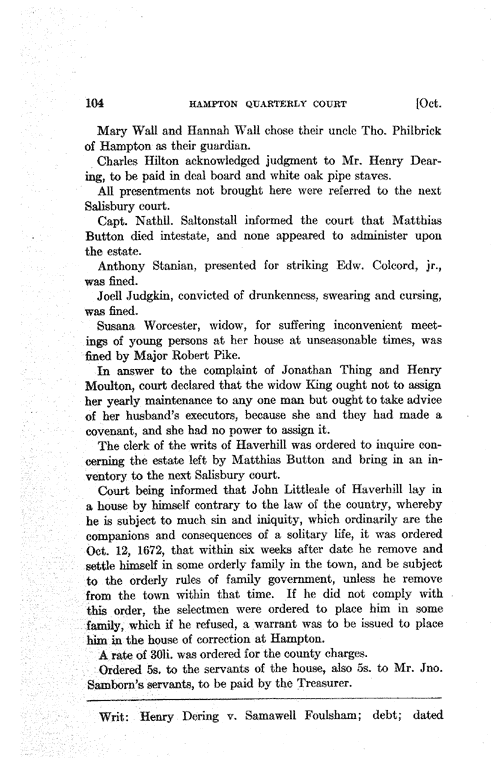 104 HAMPTON QUARTERLY COURT [Oct.
Mary Wall and Hannah Wall chose their uncle Tho. Philbrick
of Hampton as their guardian.
Charles Hilton acknowledged judgment to Mr. Henry Dear-
ing, to be paid in deal board and white oak pipe staves.
All presentments not brought here were referred to the next
Salisbury court.
Capt. Nathll. Saltonstall informed the court that Matthias
Button died intestate, and none appeared to administer upon
the estate.
Anthony Stanian, presented for striking Edw. Colcord, jr.,
was fined.
Joell Judgkin, convicted of drunkenness, swearing and cursing,
was fined.
Susana Worcester, widow, for suffering inconvenient meet-
ings of young persons at her house at unseasonable times, was
fined by Major Robert Pike.
In answer to the complaint of Jonathan Thing and Henry
Moulton, court declared that the widow King ought not to assign
her yearly maintenance to any one man but ought to take advice
of her husband's executors, because she and they had made a
covenant, and she had no power to assign it.
The clerk of the writs of Haverhill was ordered to inquire con-
cerning the estate left by Matthias Button and bring in an in-
ventory to the next Salisbury court.
Court being informed that John Littleale of Haverhill lay in
a house by himself contrary to the law of the country, whereby
he is subject to much sin and iniquity, which ordinarily are the
companions and consequences of a solitary life, it was ordered
Oct. 12, 1672, that within six weeks after date he remove and
settle himself in some orderly family in the town, and be subject
to the orderly rules of family government, unless he remove
from the town within that time. If he did not comply with
this order, the selectmen were ordered to place him in some
family, which if he refused, a warrant was to be issued to place
him in the house of correction at Hampton.
A rate of 30li. was ordered for the county charges.
Ordered 5s. to the servants of the house, also 5s. to Mr. Jno.
Samborn's servants, to be paid by the Treasurer.
Writ: Henry Dering v. Samawell Foulsham; debt; dated